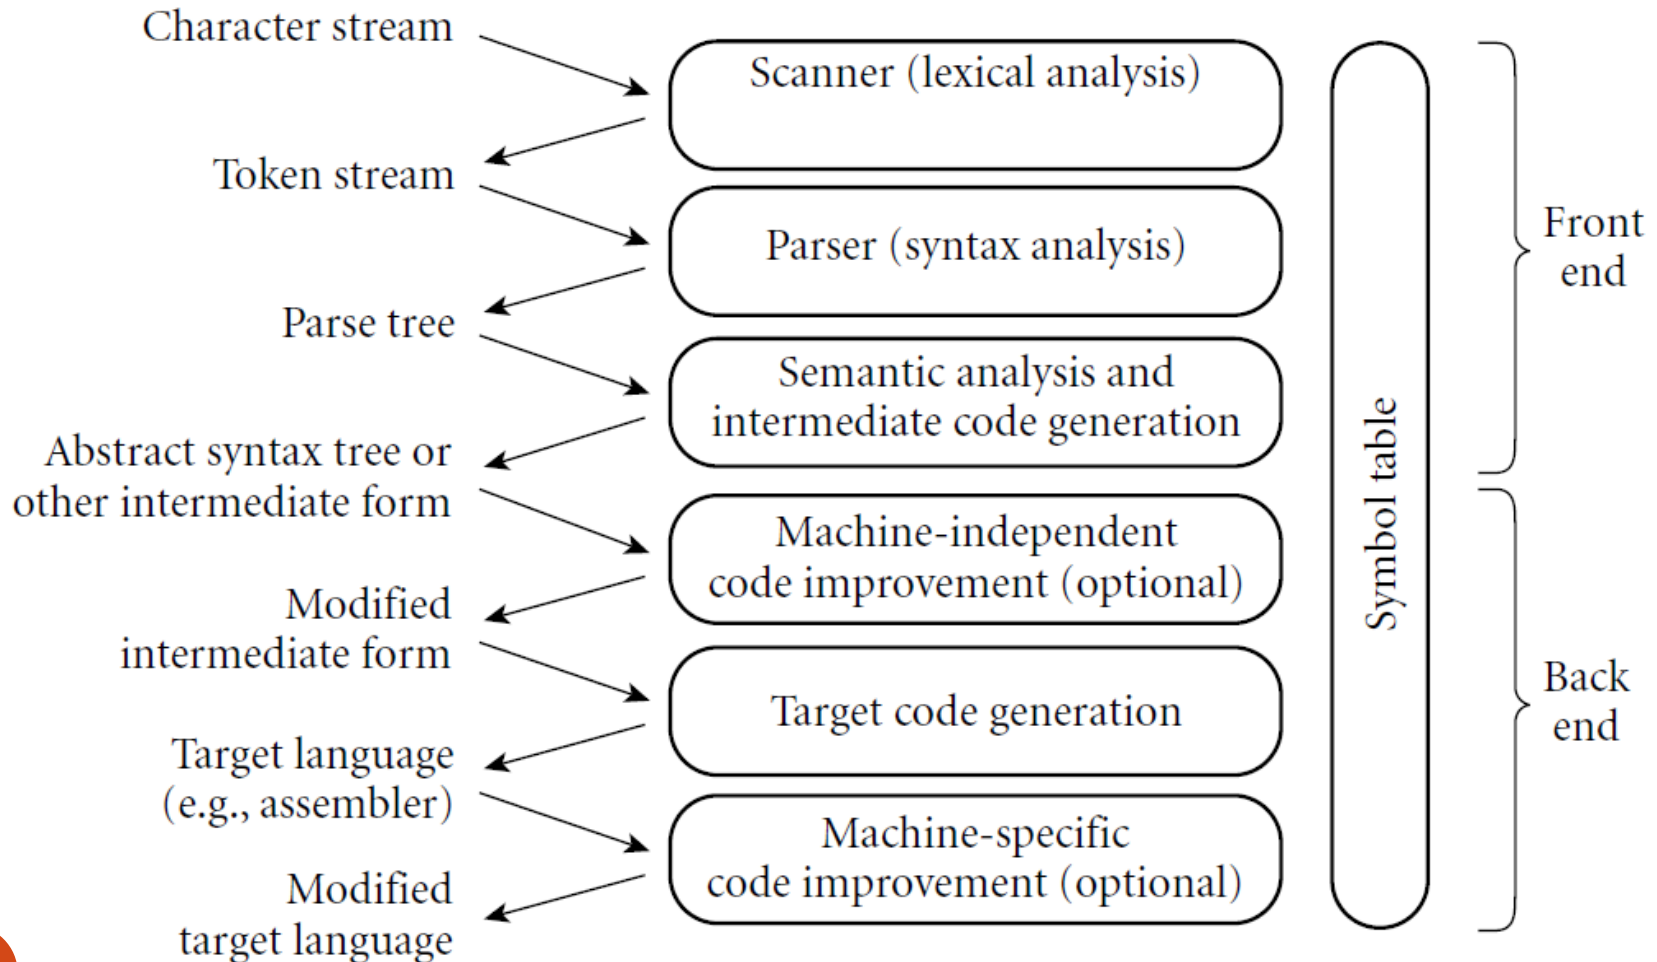 Character stream
Scanner (lexical analysis)
Token stream
Parser (syntax analysis)
Parse tree
Semantic analysis and
intermediate code generation
Abstract syntax tree or
other intermediate form
Machine-independent
code improvement (optional)
Modified
intermediate form
Target code generation
Target language
(e.g., assembler)
Machine-specific
code improvement (optional)
Modified
target language
Symbol table
Front
end
Back
end